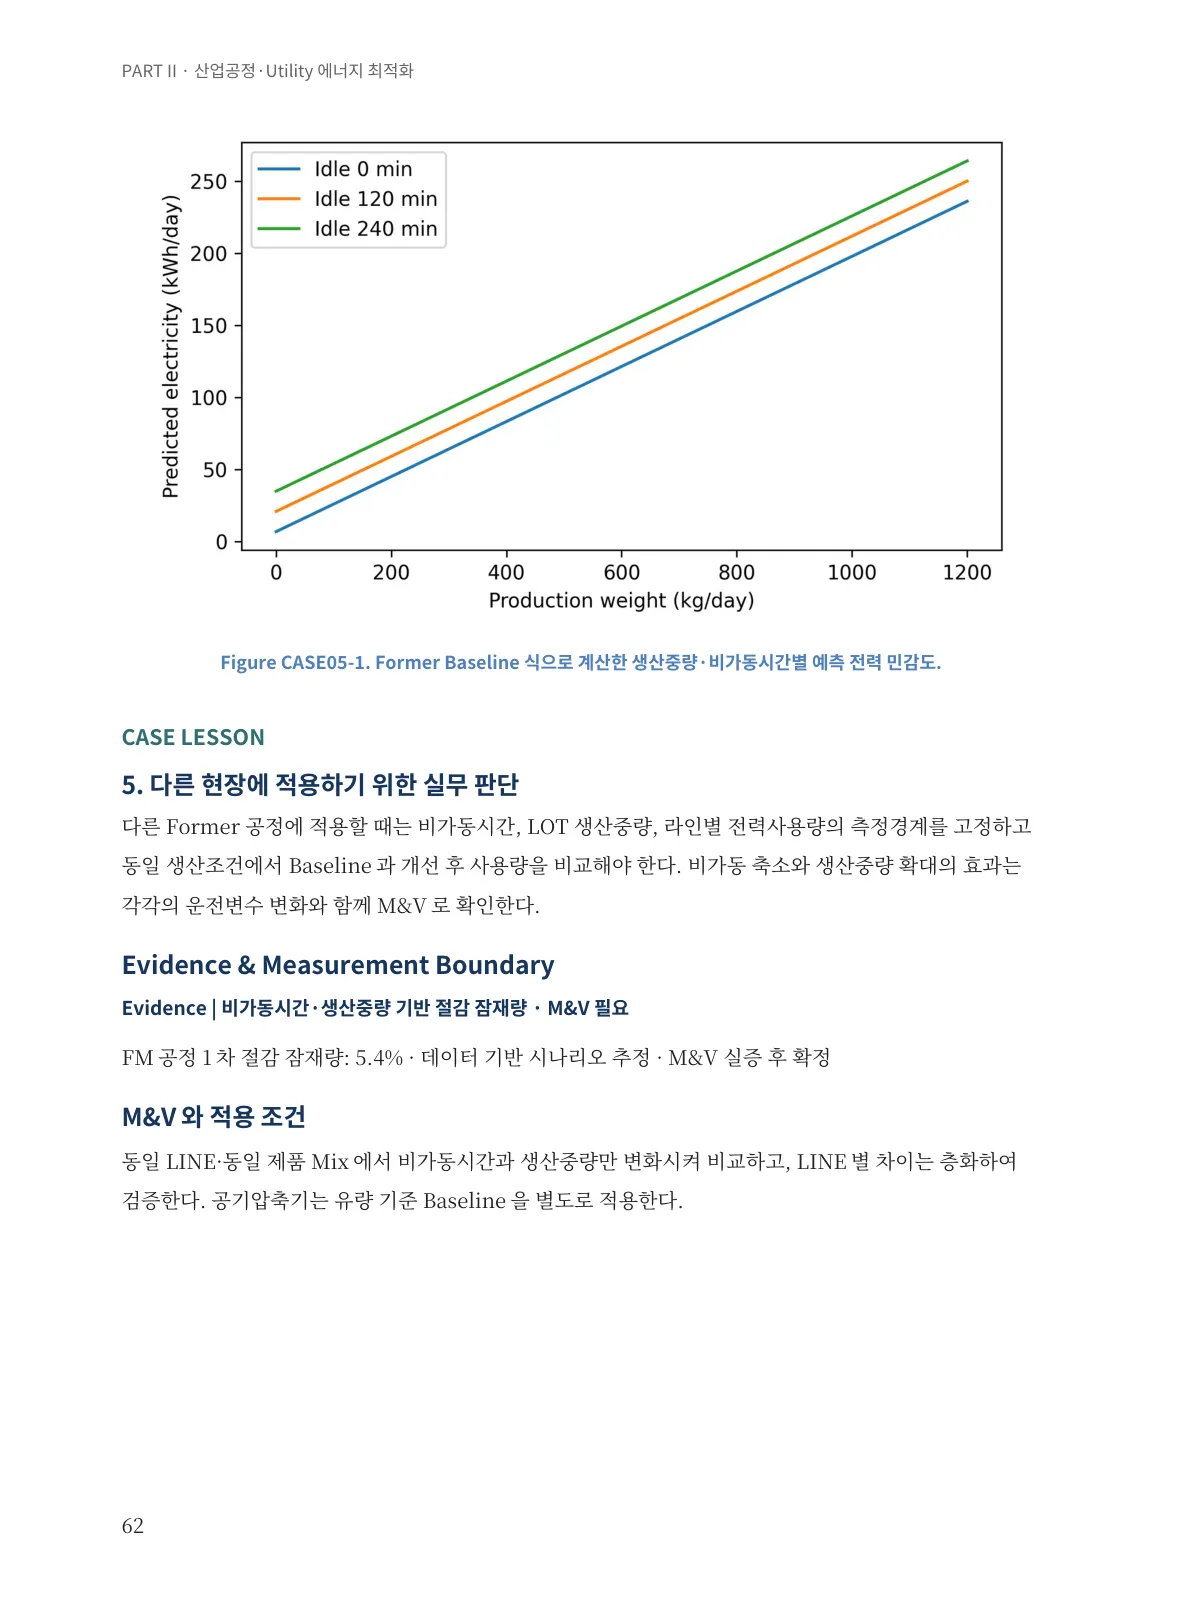 PART II · 산업공정·Utility 에너지 최적화
Idle 0 min
Idle 120 min
Idle 240 min
Predicted electricity (kWh/day)
250
200
150
100
50
0
0 200 400 600 800 1000 1200
Production weight (kg/day)
Figure CASE05-1. Former Baseline 식으로 계산한 생산중량·비가동시간별 예측 전력 민감도.
CASE LESSON
5. 다른 현장에 적용하기 위한 실무 판단
다른 Former 공정에 적용할 때는 비가동시간, LOT 생산중량, 라인별 전력사용량의 측정경계를 고정하고
동일 생산조건에서 Baseline 과 개선 후 사용량을 비교해야 한다. 비가동 축소와 생산중량 확대의 효과는
각각의 운전변수 변화와 함께 M&V 로 확인한다.
Evidence & Measurement Boundary
Evidence | 비가동시간·생산중량 기반 절감 잠재량 · M&V 필요
FM 공정 1 차 절감 잠재량: 5.4% · 데이터 기반 시나리오 추정 · M&V 실증 후 확정
M&V 와 적용 조건
동일 LINE·동일 제품 Mix 에서 비가동시간과 생산중량만 변화시켜 비교하고, LINE 별 차이는 층화하여
검증한다. 공기압축기는 유량 기준 Baseline 을 별도로 적용한다.
62